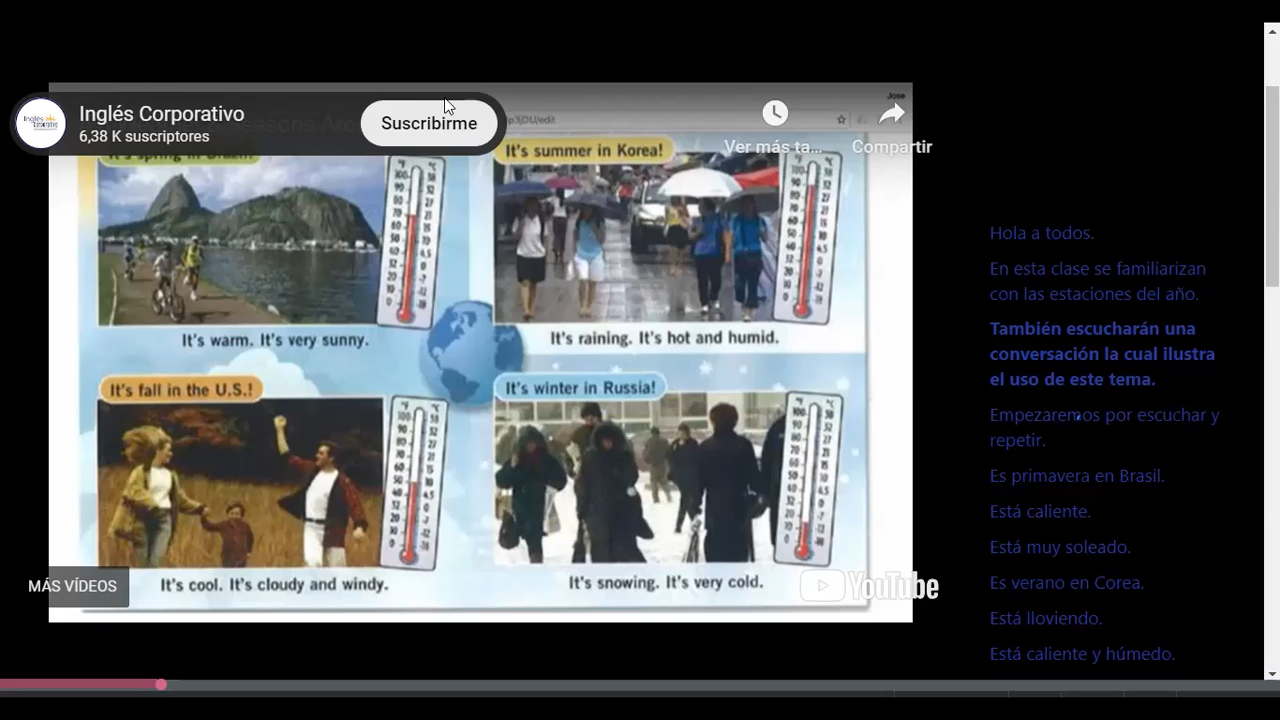 Jose
Inglés Corporativo
6,38 K suscriptores
Suscribirme
p3jOU/edit
Ver más ta...
Compartir
It's summer in Korea!
It's warm. It's very sunny.
It's raining. It's hot and humid.
It's fall in the U.S.!
It's winter in Russia!
It's cool. It's cloudy and windy.
It's snowing. It's very cold.
MÁS VÍDEOS
YouTube
Hola a todos.
En esta clase se familiarizan
con las estaciones del año.
También escucharán una
conversación la cual ilustra
el uso de este tema.
Empezaremos por escuchar y
repetir.
Es primavera en Brasil.
Está caliente.
Está muy soleado.
Es verano en Corea.
Está lloviendo.
Está caliente y húmedo.